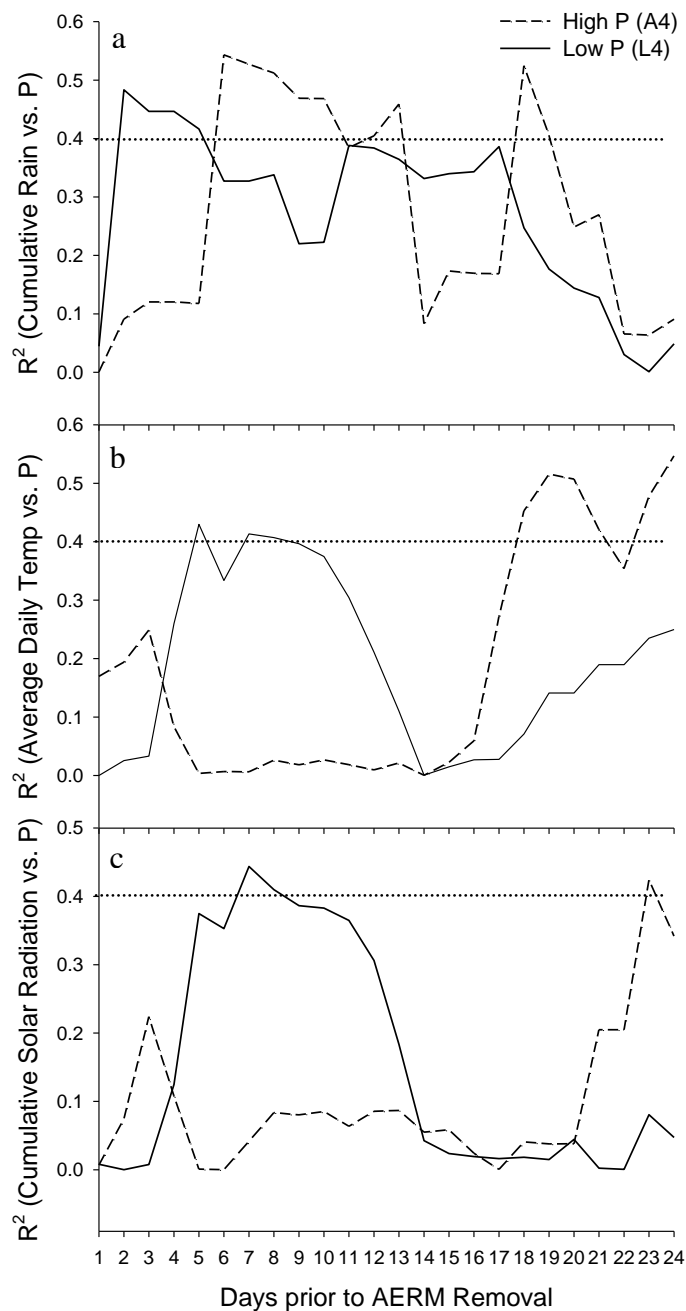 High P (A4)
Low P (L4)
a
0.6
0.5
0.4
0.3
0.2
0.1
0.0
R² (Cumulative Rain vs. P)
b
0.6
0.5
0.4
0.3
0.2
0.1
0.0
R² (Average Daily Temp vs. P)
c
0.5
0.4
0.3
0.2
0.1
0.0
R² (Cumulative Solar Radiation vs. P)
1 2 3 4 5 6 7 8 9 10 11 12 13 14 15 16 17 18 19 20 21 22 23 24
Days prior to AERM Removal